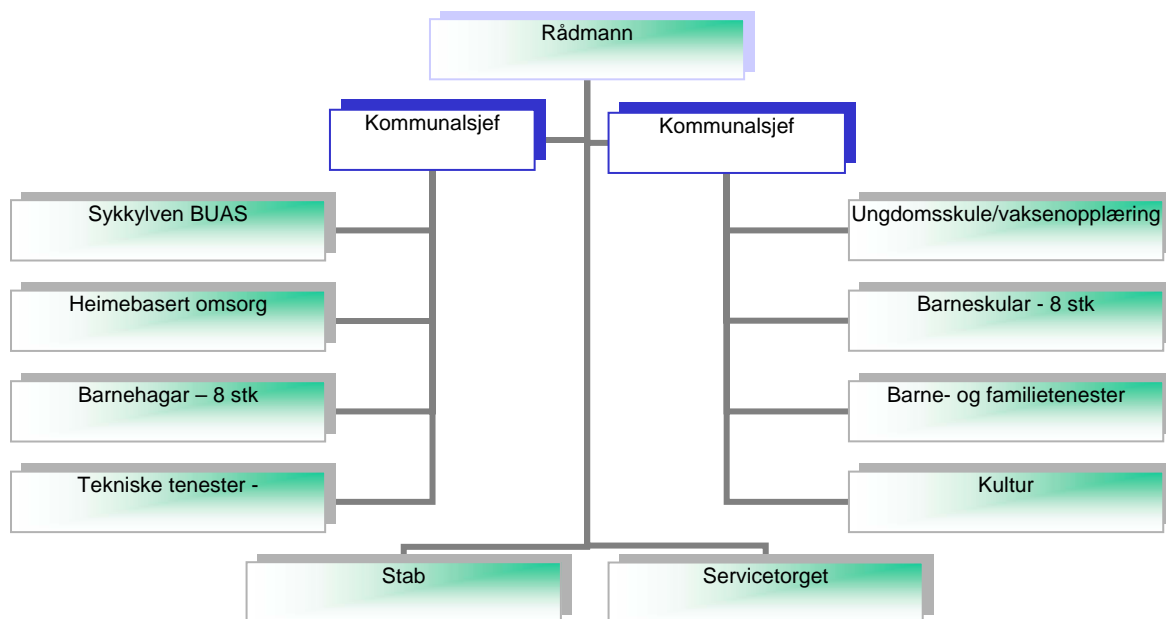 Rådmann
Kommunalsjef
Kommunalsjef
Sykkylven BUAS
Ungdomsskule/vaksenopplæring
Heimebasert omsorg
Barneskular - 8 stk
Barnehagar – 8 stk
Barne- og familietenester
Tekniske tenester -
Kultur
Stab
Servicetorget